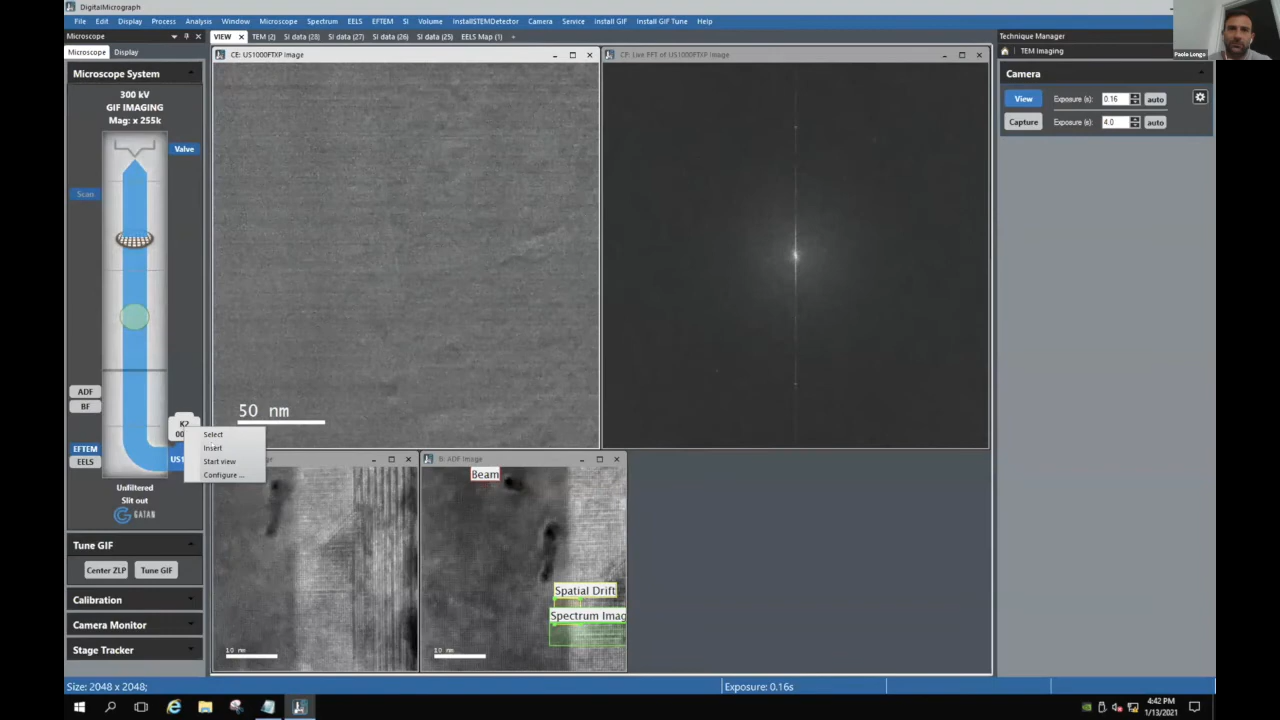 DigitalMicrograph
File Edit Display Process Analysis Window Microscope Spectrum EELS EFTEM SI Volume InstallSTEMDetector Camera Service Install GIF Install GIF Tune Help
Microscope
VIEW TEM (2) SI data (28) SI data (27) SI data (26) SI data (25) EELS Map (1) +
Technique Manager
Microscope Display
TEM Imaging
CE: US1000FTXP Image
CF: Live FFT of US1000FTXP Image
Paolo Longo
Microscope System
Camera
300 kV
GIF IMAGING
Mag: x 255k
View Exposure (s): 0.16 auto
Capture Exposure (s): 4.0 auto
Valve
Scan
ADF
BF
50 nm
K2
00
Select
Insert
EFTEM
EELS
US1
Start view
Configure ...
B: ADF Image
Beam
Unfiltered
Slit out
GATAN
Tune GIF
Center ZLP Tune GIF
Spatial Drift
Spectrum Imag
Calibration
Camera Monitor
Stage Tracker
10 nm
10 nm
Size: 2048 x 2048;
Exposure: 0.16s
4:42 PM
1/13/2021